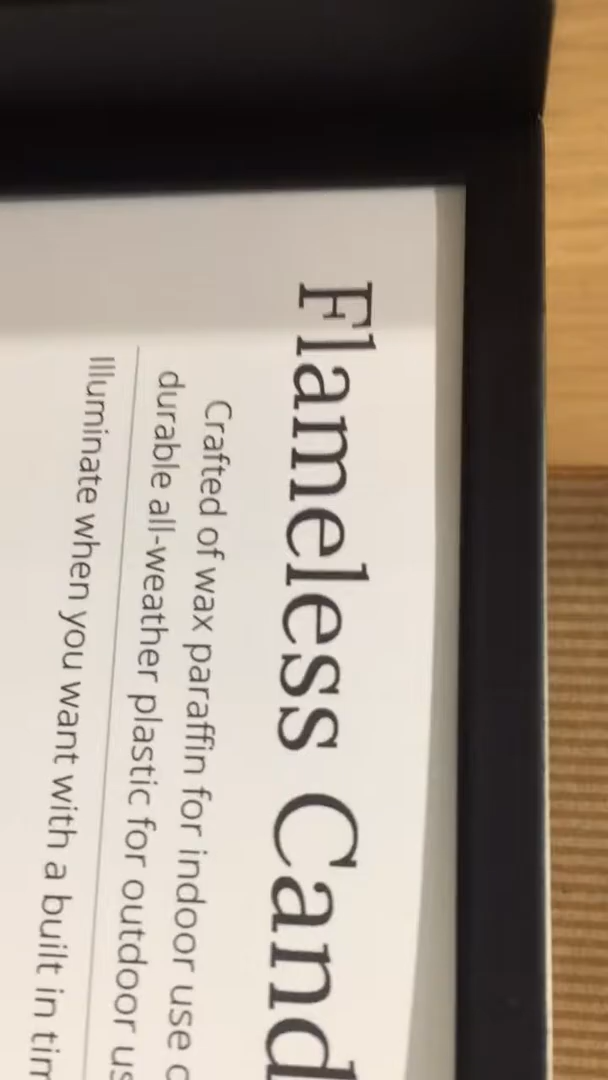 Flameless Cand
Crafted of wax paraffin for indoor use
durable all-weather plastic for outdoor us
Illuminate when you want with a built in tim